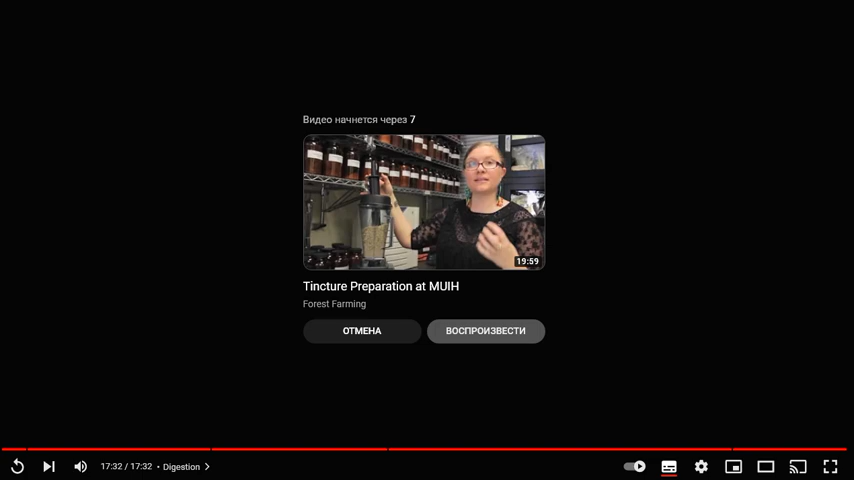 Видео начнется через 7
19:59
Tincture Preparation at MUIH
Forest Farming
ОТМЕНА
ВОСПРОИЗВЕСТИ
17:32 / 17:32 • Digestion